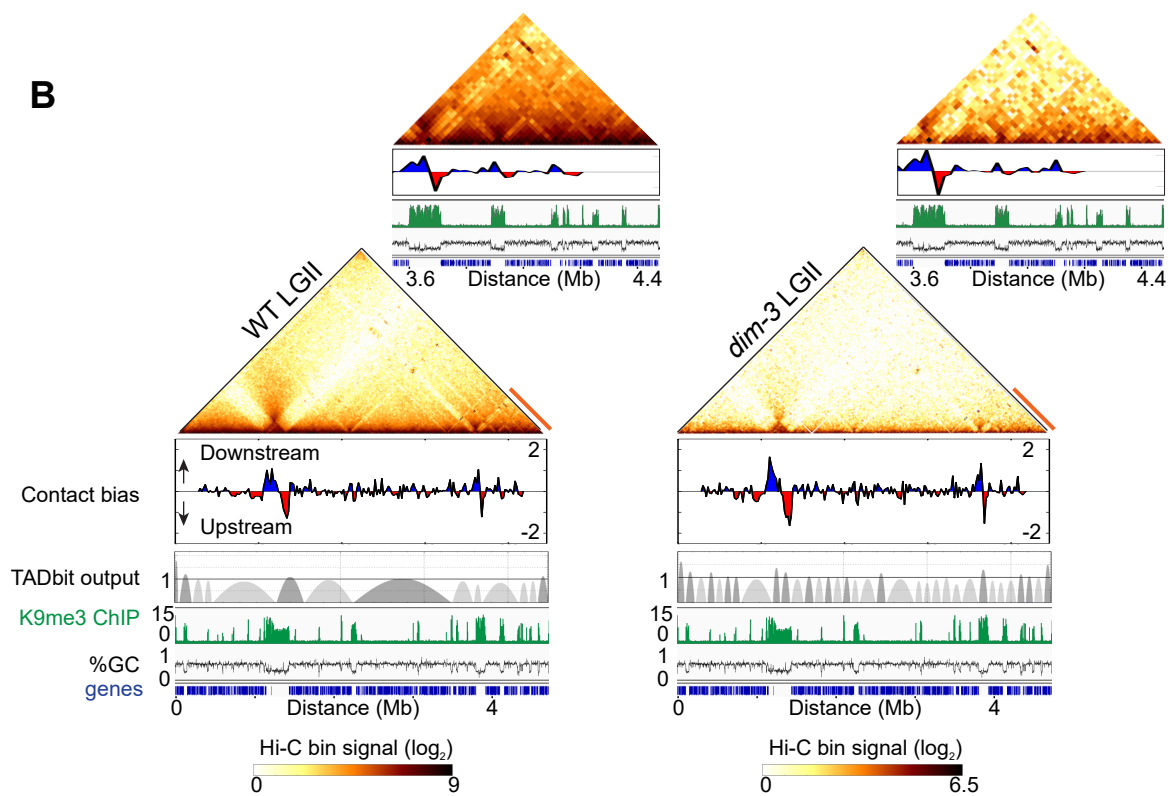 B
3.6 Distance (Mb) 4.4
3.6 Distance (Mb) 4.4
WT LGII
dim-3 LGII
Contact bias
Downstream
Upstream
2
-2
2
-2
TADbit output
1
1
K9me3 ChIP
15
0
15
0
%GC
1
0
1
0
genes
0 Distance (Mb) 4
0 Distance (Mb) 4
Hi-C bin signal (log₂)
0 9
Hi-C bin signal (log₂)
0 6.5